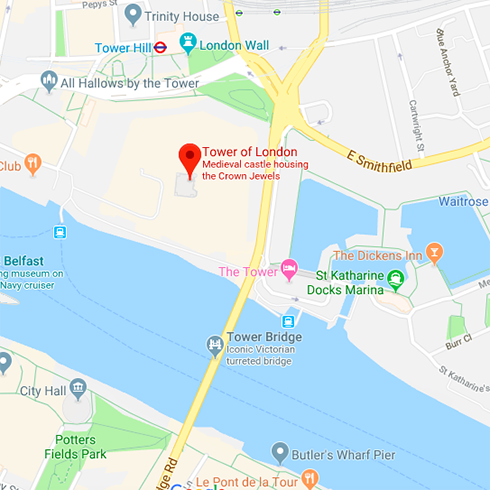 Pepys St
Trinity House
Tower Hill
London Wall
Blue Anchor Yard
All Hallows by the Tower
Cartwright St
Tower of London
Medieval castle housing
the Crown Jewels
E Smithfield
Club
Waitrose
Belfast
ng museum on
Navy cruiser
The Dickens Inn
The Tower
St Katharine
Docks Marina
Tower Bridge
Iconic Victorian
turreted bridge
Burr Cl
St Katharine's
City Hall
Potters
Fields Park
Butler's Wharf Pier
dge Rd
Le Pont de la Tour